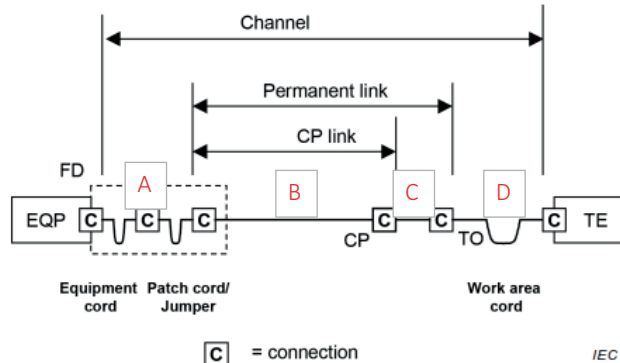 Channel
Permanent link
CP link
FD
A
B
C
D
EQP
C
C
C
C
C
C
TE
CP
TO
Equipment
cord
Patch cord/
Jumper
Work area
cord
C = connection
IEC